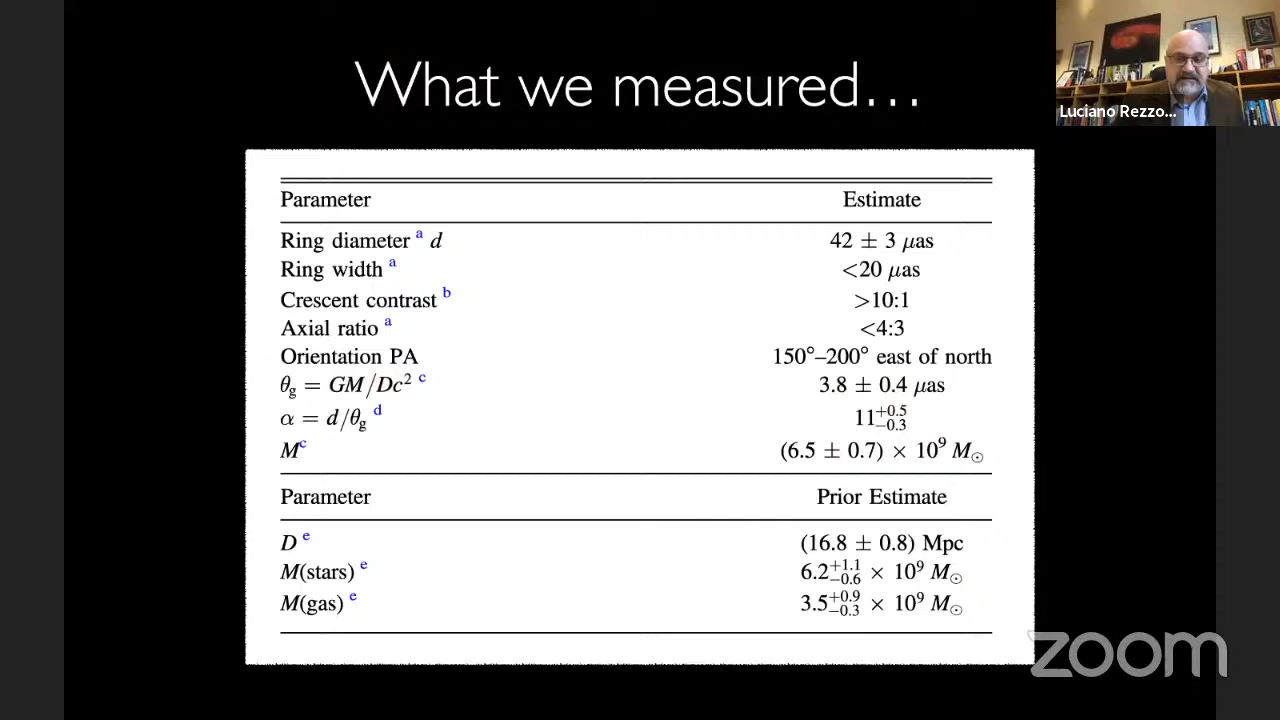 What we measured…
Luciano Rezzo...
Parameter Estimate
Ring diameter a d 42 ± 3 μas
Ring width a <20 μas
Crescent contrast b >10:1
Axial ratio a <4:3
Orientation PA 150°–200° east of north
θg = GM/Dc² c 3.8 ± 0.4 μas
α = d/θg d 11+0.5−0.3
Mc (6.5 ± 0.7) × 10⁹ M⊙
Parameter Prior Estimate
D e (16.8 ± 0.8) Mpc
M(stars) e 6.2+1.1−0.6 × 10⁹ M⊙
M(gas) e 3.5+0.9−0.3 × 10⁹ M⊙
zoom